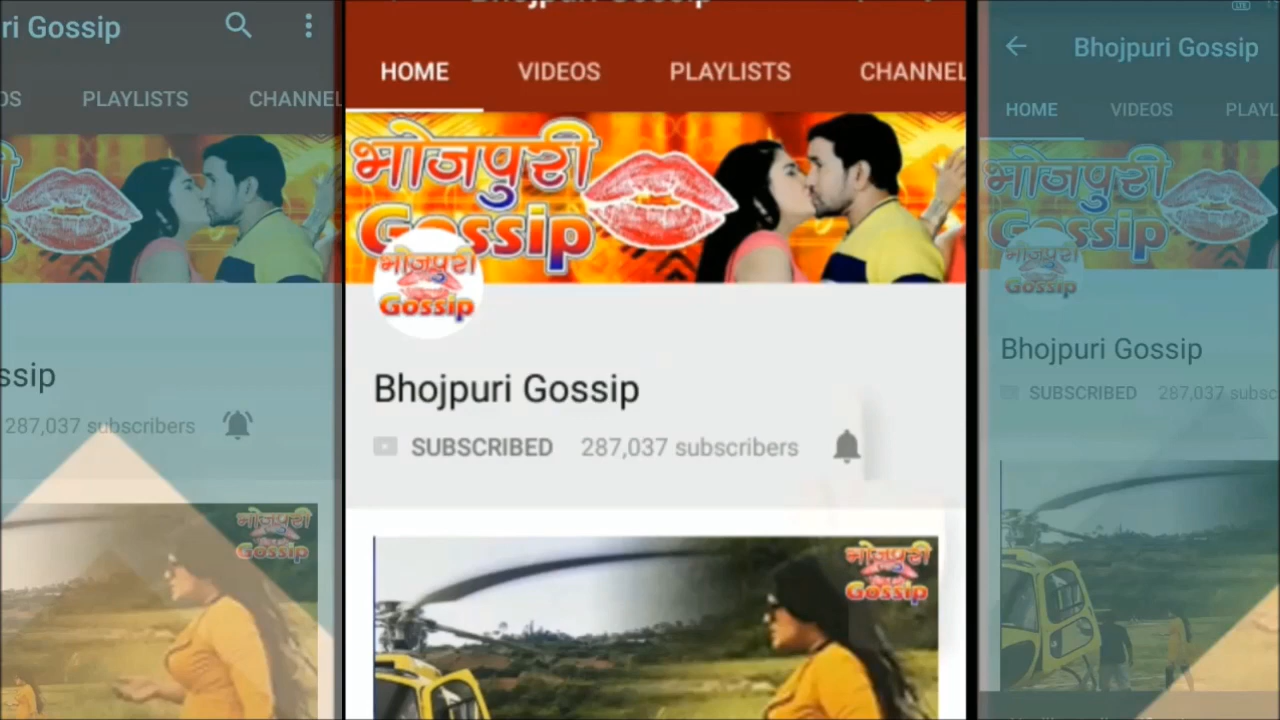 ri Gossip
OS PLAYLISTS CHANNEL
ssip
287,037 subscribers
भोजपुरी
Gossip
HOME VIDEOS PLAYLISTS CHANNEL
भोजपुरी
Gossip
भोजपुरी
Gossip
Bhojpuri Gossip
SUBSCRIBED 287,037 subscribers
भोजपुरी
Gossip
Bhojpuri Gossip
HOME VIDEOS PLAYL
भोजपुरी
Gossip
भोजपुरी
Gossip
Bhojpuri Gossip
SUBSCRIBED 287,037 subsc